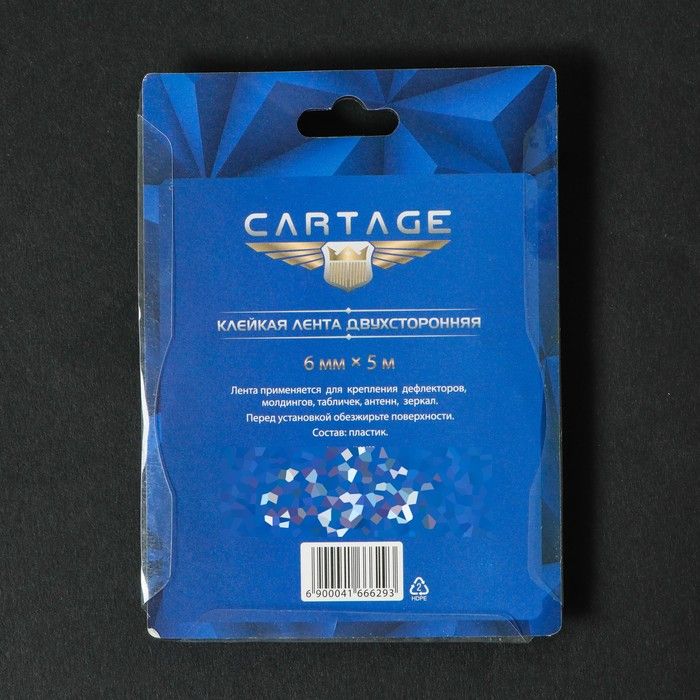 CARTAGE
КЛЕЙКАЯ ЛЕНТА ДВУХСТОРОННЯЯ
6 мм × 5 м
Лента применяется для крепления дефлекторов,
молдингов, табличек, антенн, зеркал.
Перед установкой обезжирьте поверхности.
Состав: пластик.
6 900041 666293
2
HDPE